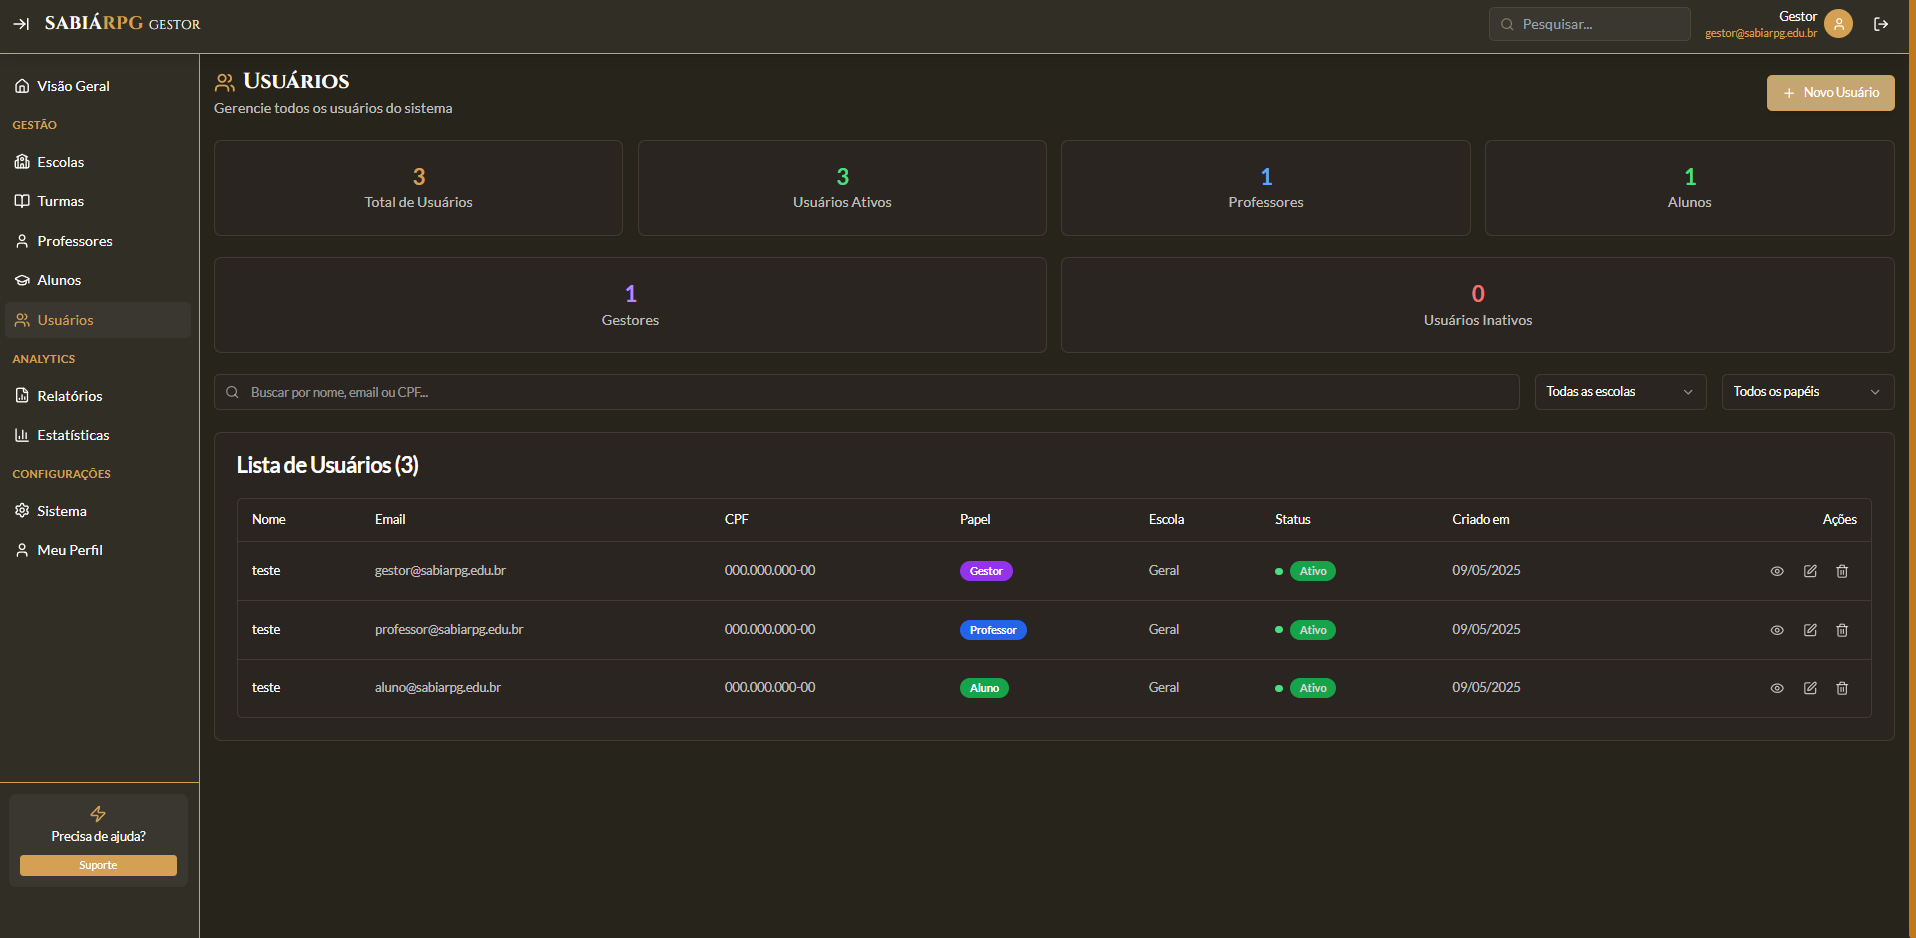 SABIÁRPG GESTOR
Pesquisar...
Gestor
gestor@sabiarpg.edu.br
Visão Geral
GESTÃO
Escolas
Turmas
Professores
Alunos
Usuários
ANALYTICS
Relatórios
Estatísticas
CONFIGURAÇÕES
Sistema
Meu Perfil
Precisa de ajuda?
Suporte
USUÁRIOS
Gerencie todos os usuários do sistema
Novo Usuário
3
Total de Usuários
3
Usuários Ativos
1
Professores
1
Alunos
1
Gestores
0
Usuários Inativos
Buscar por nome, email ou CPF...
Todas as escolas
Todos os papéis
Lista de Usuários (3)
Nome Email CPF Papel Escola Status Criado em Ações
teste gestor@sabiarpg.edu.br 000.000.000-00 Gestor Geral Ativo 09/05/2025
teste professor@sabiarpg.edu.br 000.000.000-00 Professor Geral Ativo 09/05/2025
teste aluno@sabiarpg.edu.br 000.000.000-00 Aluno Geral Ativo 09/05/2025